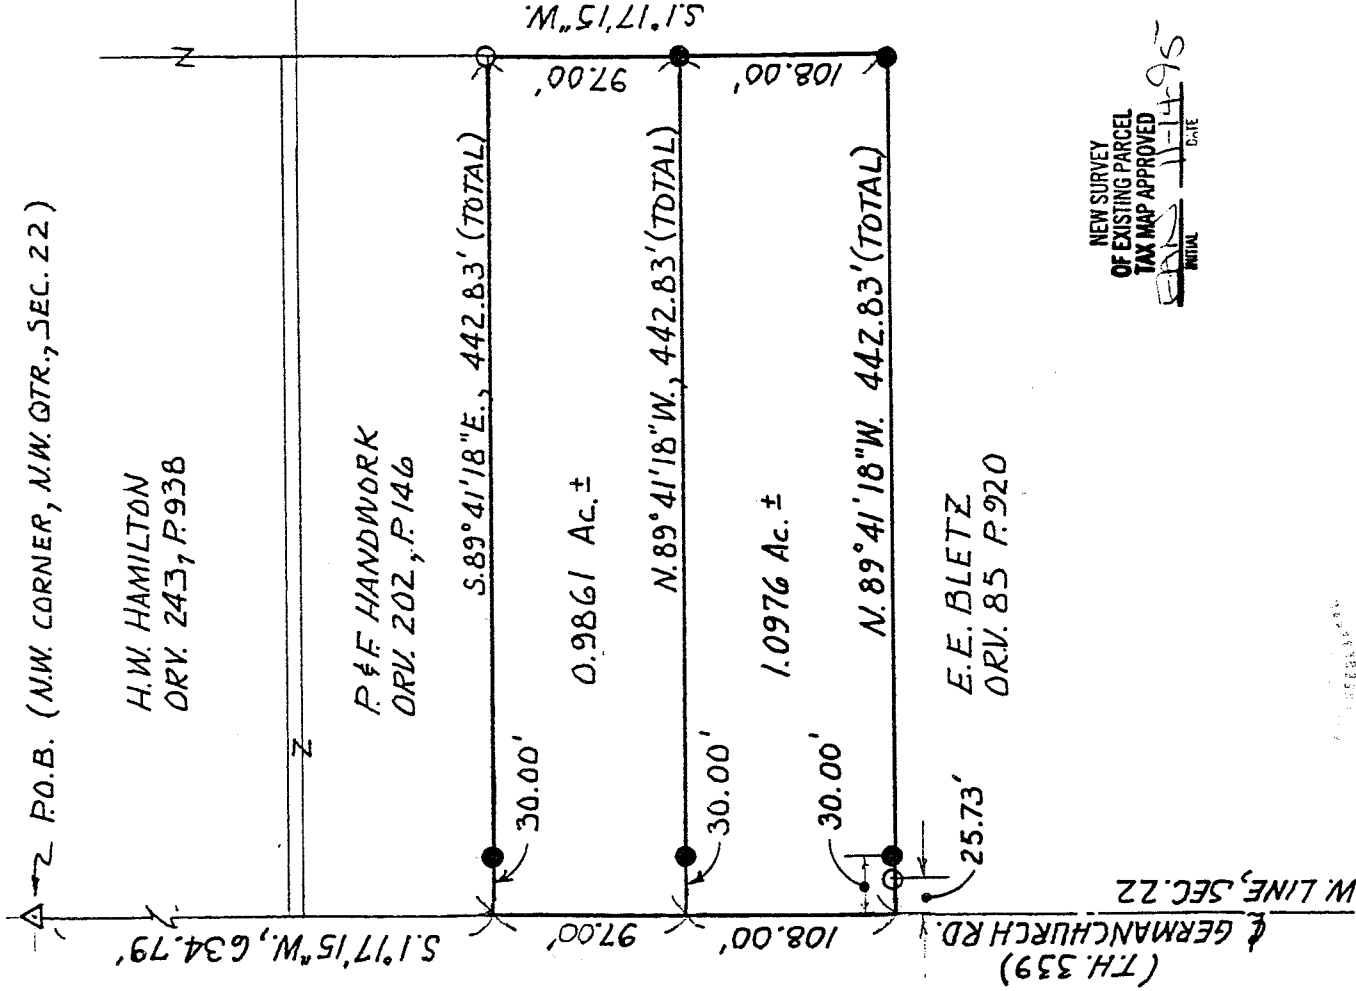 P.O.B. (N.W. CORNER, N.W. QTR., SEC. 22)
H.W. HAMILTON
ORV. 243, P.938
P. & F. HANDWORK
ORV. 202, P.146
S.1°17'15"W, 634.79'
S.1°17'15"W.
S.89°41'18"E., 442.83' (TOTAL)
30.00'
97.00'
97.00'
0.9861 Ac.±
N.89°41'18"W., 442.83' (TOTAL)
30.00'
108.00'
108.00'
1.0976 Ac.±
N.89°41'18"W. 442.83' (TOTAL)
30.00'
25.73'
E.E. BLETZ
ORV. 85 P.920
W. LINE, SEC. 22
℄ GERMANCHURCH RD.
(T.H. 339)
NEW SURVEY
OF EXISTING PARCEL
TAX MAP APPROVED
11-14-95
INITIAL DATE